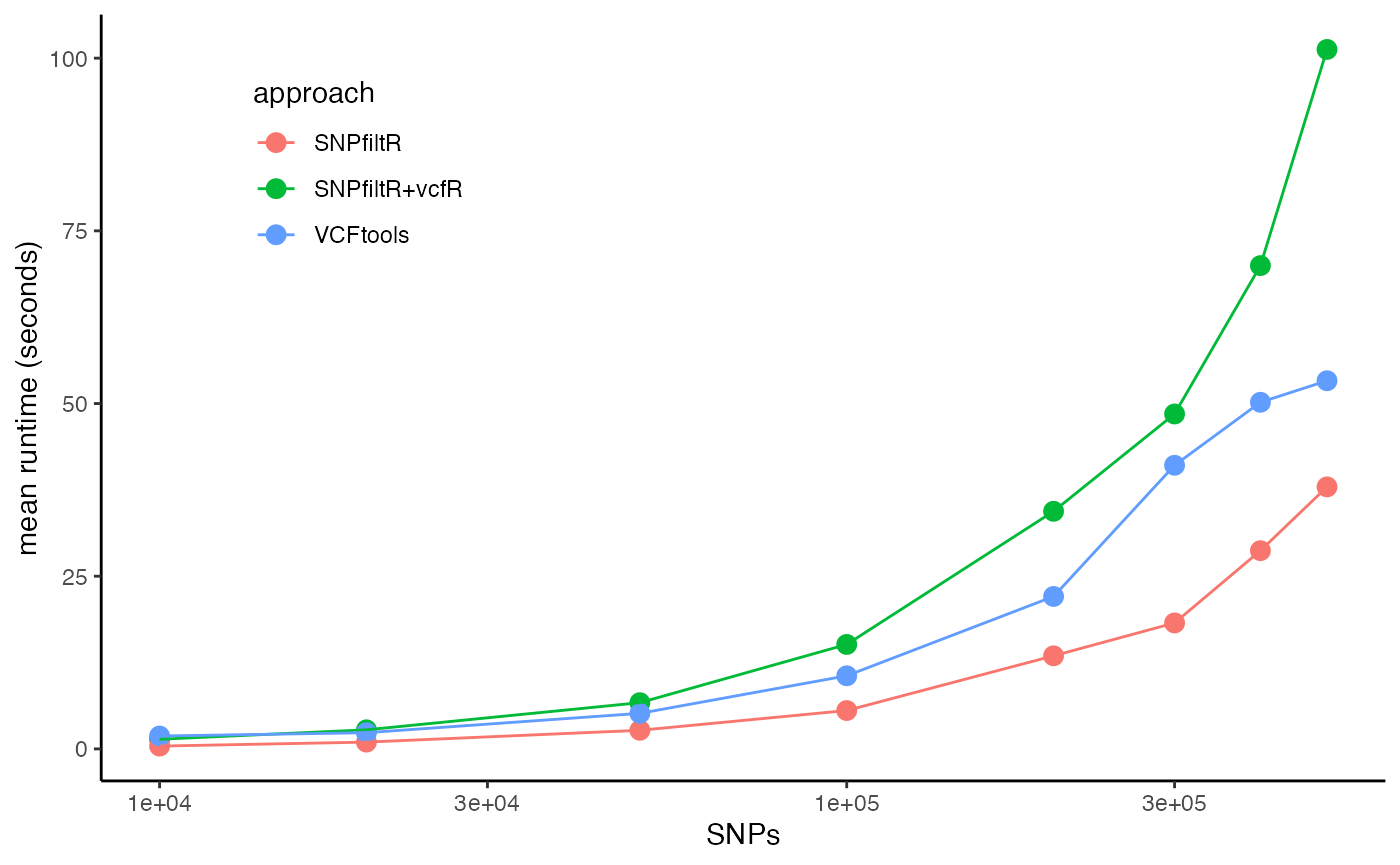 100
75
50
25
0
mean runtime (seconds)
approach
SNPfiltR
SNPfiltR+vcfR
VCFtools
1e+04
3e+04
1e+05
3e+05
SNPs